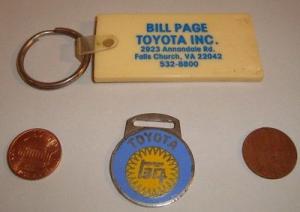 BILL PAGE
TOYOTA INC.
2923 Annandale Rd.
Falls Church, VA 22042
532-8800
TOYOTA